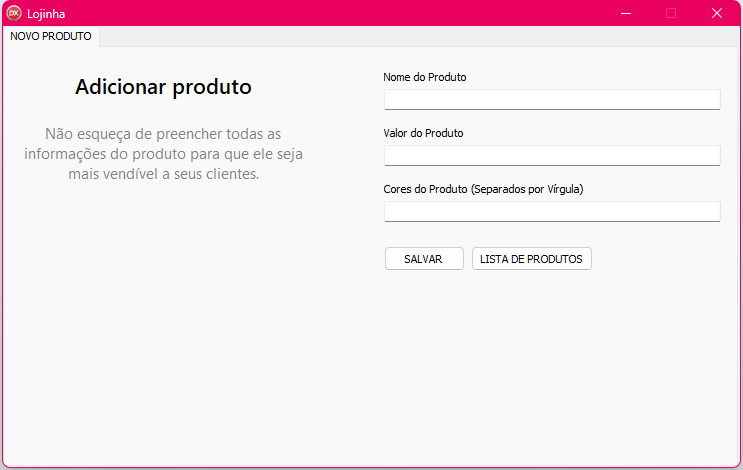 DX Lojinha
NOVO PRODUTO
Adicionar produto
Não esqueça de preencher todas as
informações do produto para que ele seja
mais vendível a seus clientes.
Nome do Produto
Valor do Produto
Cores do Produto (Separados por Vírgula)
SALVAR LISTA DE PRODUTOS